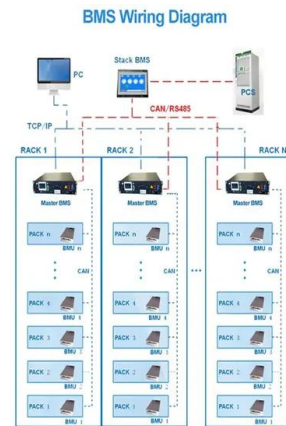 BMS Wiring Diagram
PC
Stack BMS
PCS
CAN/RS485
TCP/IP
RACK 1
RACK 2
RACK N
Master BMS
Master BMS
Master BMS
PACK n
BMU n
PACK n
BMU n
PACK n
BMU n
CAN
CAN
CAN
PACK 4
BMU 4
PACK 4
BMU 4
PACK 4
BMU 4
PACK 3
BMU 3
PACK 3
BMU 3
PACK 3
BMU 3
PACK 2
BMU 2
PACK 2
BMU 2
PACK 2
BMU 2
PACK 1
BMU 1
PACK 1
BMU 1
PACK 1
BMU 1